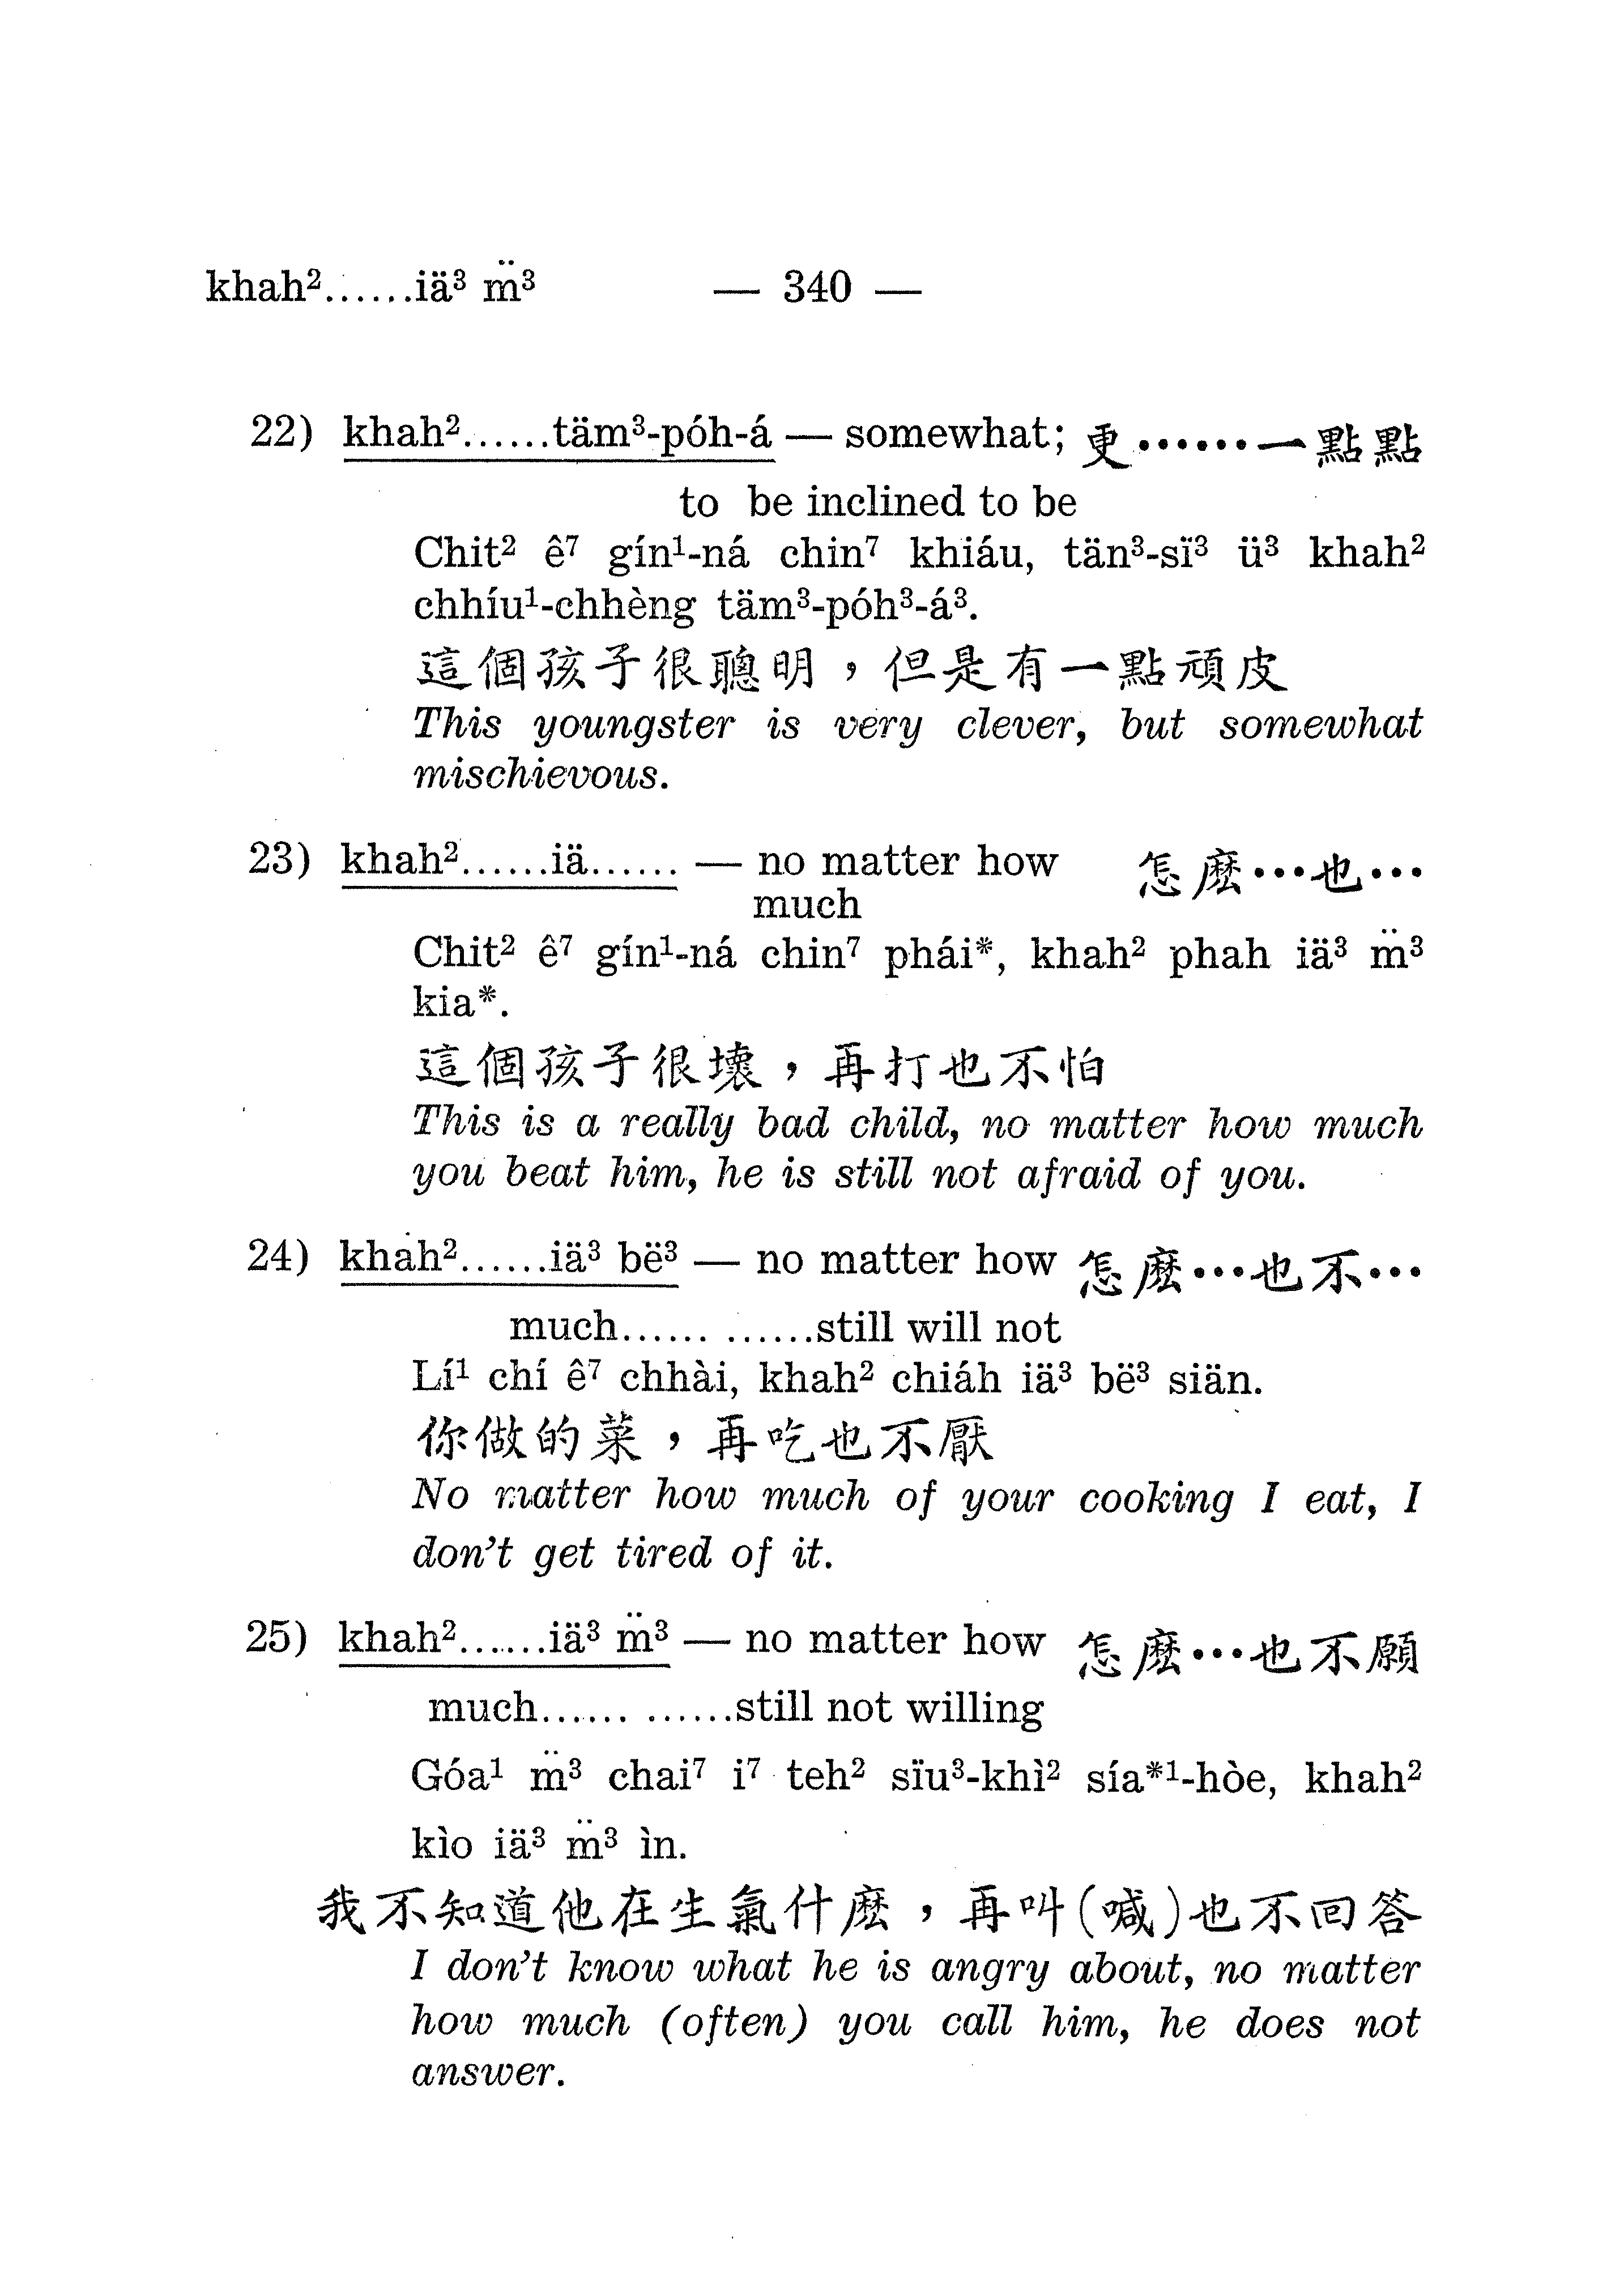 khah²......iä³ m̈³ — 340 —
22) khah²......täm³-póh-á — somewhat; 更⋯⋯一點點
to be inclined to be
Chit² ê⁷ gín¹-ná chin⁷ khiáu, tän³-sï³ ü³ khah²
chhíu¹-chhèng täm³-póh³-á³.
這個孩子很聰明，但是有一點頑皮
This youngster is very clever, but somewhat
mischievous.
23) khah²......iä...... — no matter how 怎麼⋯也⋯
much
Chit² ê⁷ gín¹-ná chin⁷ phái*, khah² phah iä³ m̈³
kia*.
這個孩子很壞，再打也不怕
This is a really bad child, no matter how much
you beat him, he is still not afraid of you.
24) khah²......iä³ bë³ — no matter how 怎麼⋯也不⋯
much...... ......still will not
Lí¹ chí ê⁷ chhài, khah² chiáh iä³ bë³ siän.
你做的菜，再吃也不厭
No matter how much of your cooking I eat, I
don't get tired of it.
25) khah²......iä³ m̈³ — no matter how 怎麼⋯也不願
much...... ......still not willing
Góa¹ m̈³ chai⁷ i⁷ teh² sïu³-khì² sía*¹-hòe, khah²
kìo iä³ m̈³ ìn.
我不知道他在生氣什麼，再叫(喊)也不回答
I don't know what he is angry about, no matter
how much (often) you call him, he does not
answer.